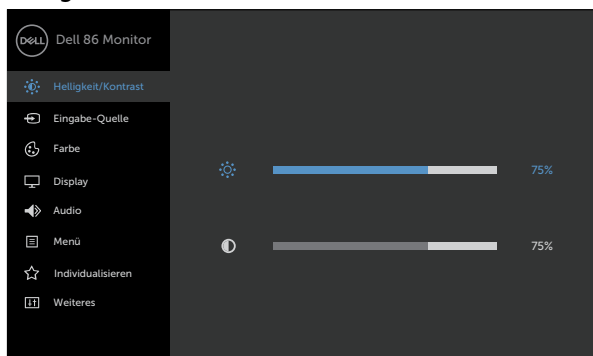 DELL Dell 86 Monitor
Helligkeit/Kontrast
Eingabe-Quelle
Farbe
75%
Display
Audio
Menü
75%
Individualisieren
Weiteres